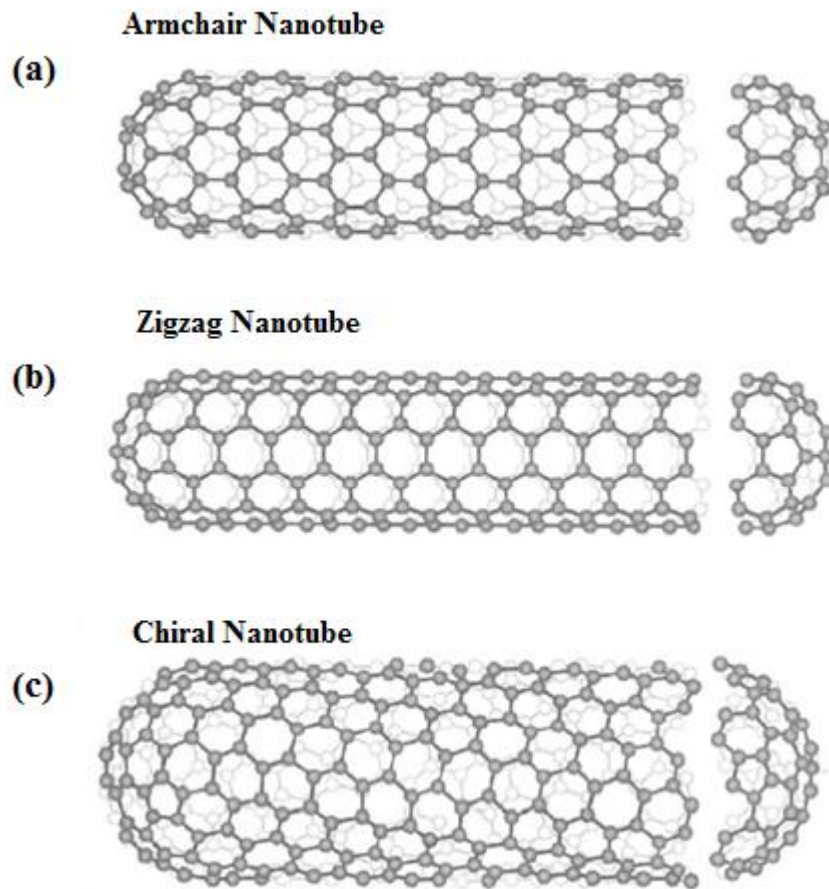 Armchair Nanotube
(a)
Zigzag Nanotube
(b)
Chiral Nanotube
(c)